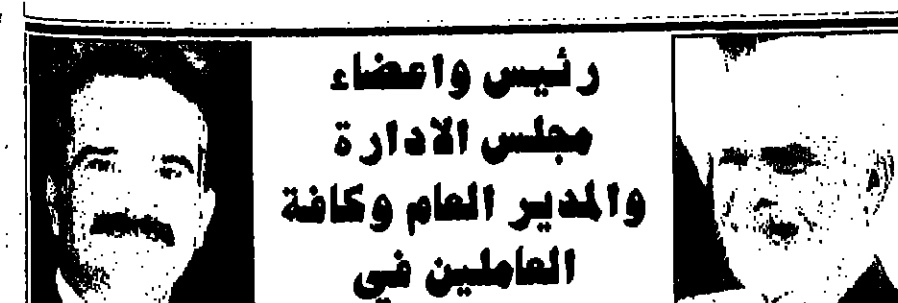 رئيس واعضاء
مجلس الادارة
والمدير العام وكافة
العاملين في